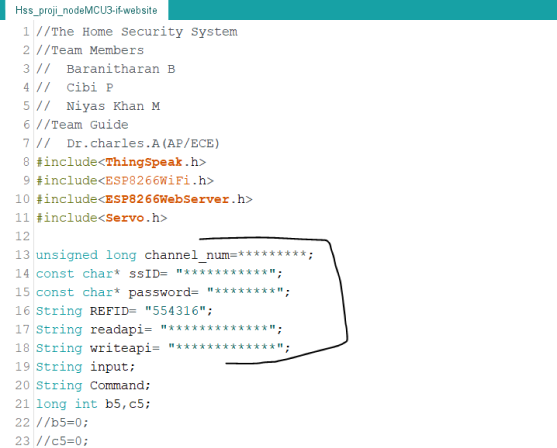 Hss_proji_nodeMCU3-if-website
1 //The Home Security System
2 //Team Members
3 //  Baranitharan B
4 //  Cibi P
5 //  Niyas Khan M
6 //Team Guide
7 //  Dr.charles.A(AP/ECE)
8 #include<ThingSpeak.h>
9 #include<ESP8266WiFi.h>
10 #include<ESP8266WebServer.h>
11 #include<Servo.h>
12
13 unsigned long channel_num=*********;
14 const char* ssID= "***********";
15 const char* password= "********";
16 String REFID= "554316";
17 String readapi= "*************";
18 String writeapi= "*************";
19 String input;
20 String Command;
21 long int b5,c5;
22 //b5=0;
23 //c5=0;